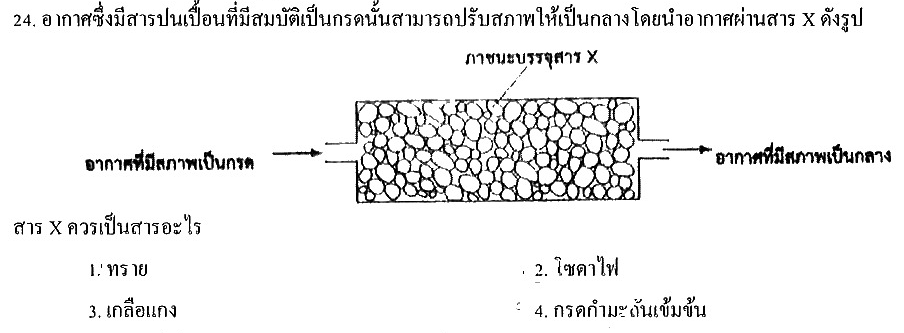 24. อากาศซึ่งมีสารปนเปื้อนที่มีสมบัติเป็นกรดนั้นสามารถปรับสภาพให้เป็นกลางโดยนำอากาศผ่านสาร X ดังรูป
ภาชนะบรรจุสาร X
อากาศที่มีสภาพเป็นกรด
อากาศที่มีสภาพเป็นกลาง
สาร X ควรเป็นสารอะไร
1. ทราย 2. โซดาไฟ
3. เกลือแกง 4. กรดกำมะถันเข้มข้น